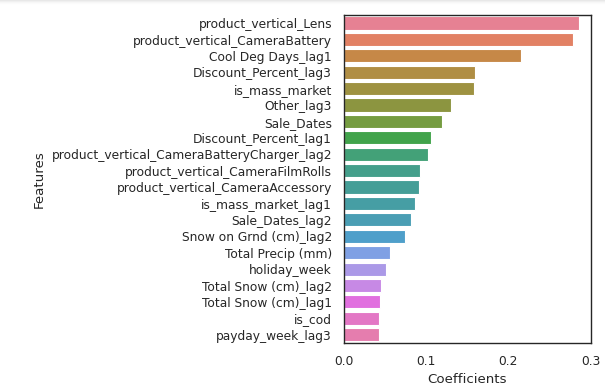 product_vertical_Lens
product_vertical_CameraBattery
Cool Deg Days_lag1
Discount_Percent_lag3
is_mass_market
Other_lag3
Sale_Dates
Discount_Percent_lag1
product_vertical_CameraBatteryCharger_lag2
product_vertical_CameraFilmRolls
product_vertical_CameraAccessory
is_mass_market_lag1
Sale_Dates_lag2
Snow on Grnd (cm)_lag2
Total Precip (mm)
holiday_week
Total Snow (cm)_lag2
Total Snow (cm)_lag1
is_cod
payday_week_lag3
Features
0.0 0.1 0.2 0.3
Coefficients